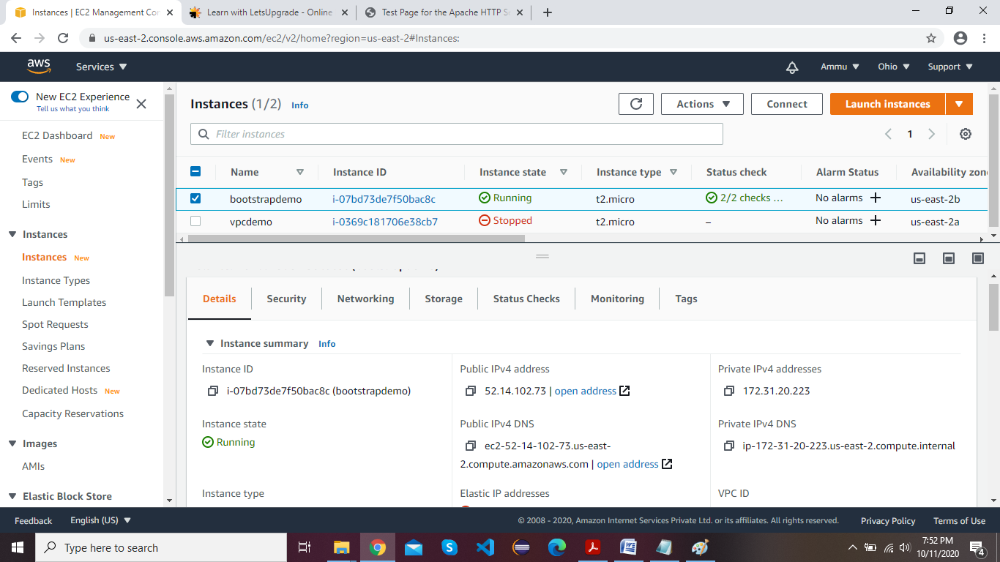 Instances | EC2 Management Con
Learn with LetsUpgrade - Online
Test Page for the Apache HTTP S
us-east-2.console.aws.amazon.com/ec2/v2/home?region=us-east-2#Instances:
aws Services Ammu Ohio Support
New EC2 Experience
Tell us what you think
EC2 Dashboard New
Events New
Tags
Limits
Instances
Instances New
Instance Types
Launch Templates
Spot Requests
Savings Plans
Reserved Instances
Dedicated Hosts New
Capacity Reservations
Images
AMIs
Elastic Block Store
Instances (1/2) Info
Actions Connect Launch instances
Filter instances
1
Name Instance ID Instance state Instance type Status check Alarm Status Availability zone
bootstrapdemo i-07bd73de7f50bac8c Running t2.micro 2/2 checks ... No alarms + us-east-2b
vpcdemo i-0369c181706e38cb7 Stopped t2.micro – No alarms + us-east-2a
Details Security Networking Storage Status Checks Monitoring Tags
Instance summary Info
Instance ID
i-07bd73de7f50bac8c (bootstrapdemo)
Instance state
Running
Instance type
Public IPv4 address
52.14.102.73 | open address
Public IPv4 DNS
ec2-52-14-102-73.us-east-
2.compute.amazonaws.com | open address
Elastic IP addresses
Private IPv4 addresses
172.31.20.223
Private IPv4 DNS
ip-172-31-20-223.us-east-2.compute.internal
VPC ID
Feedback English (US) © 2008 - 2020, Amazon Internet Services Private Ltd. or its affiliates. All rights reserved. Privacy Policy Terms of Use
Type here to search
7:52 PM
10/11/2020
4